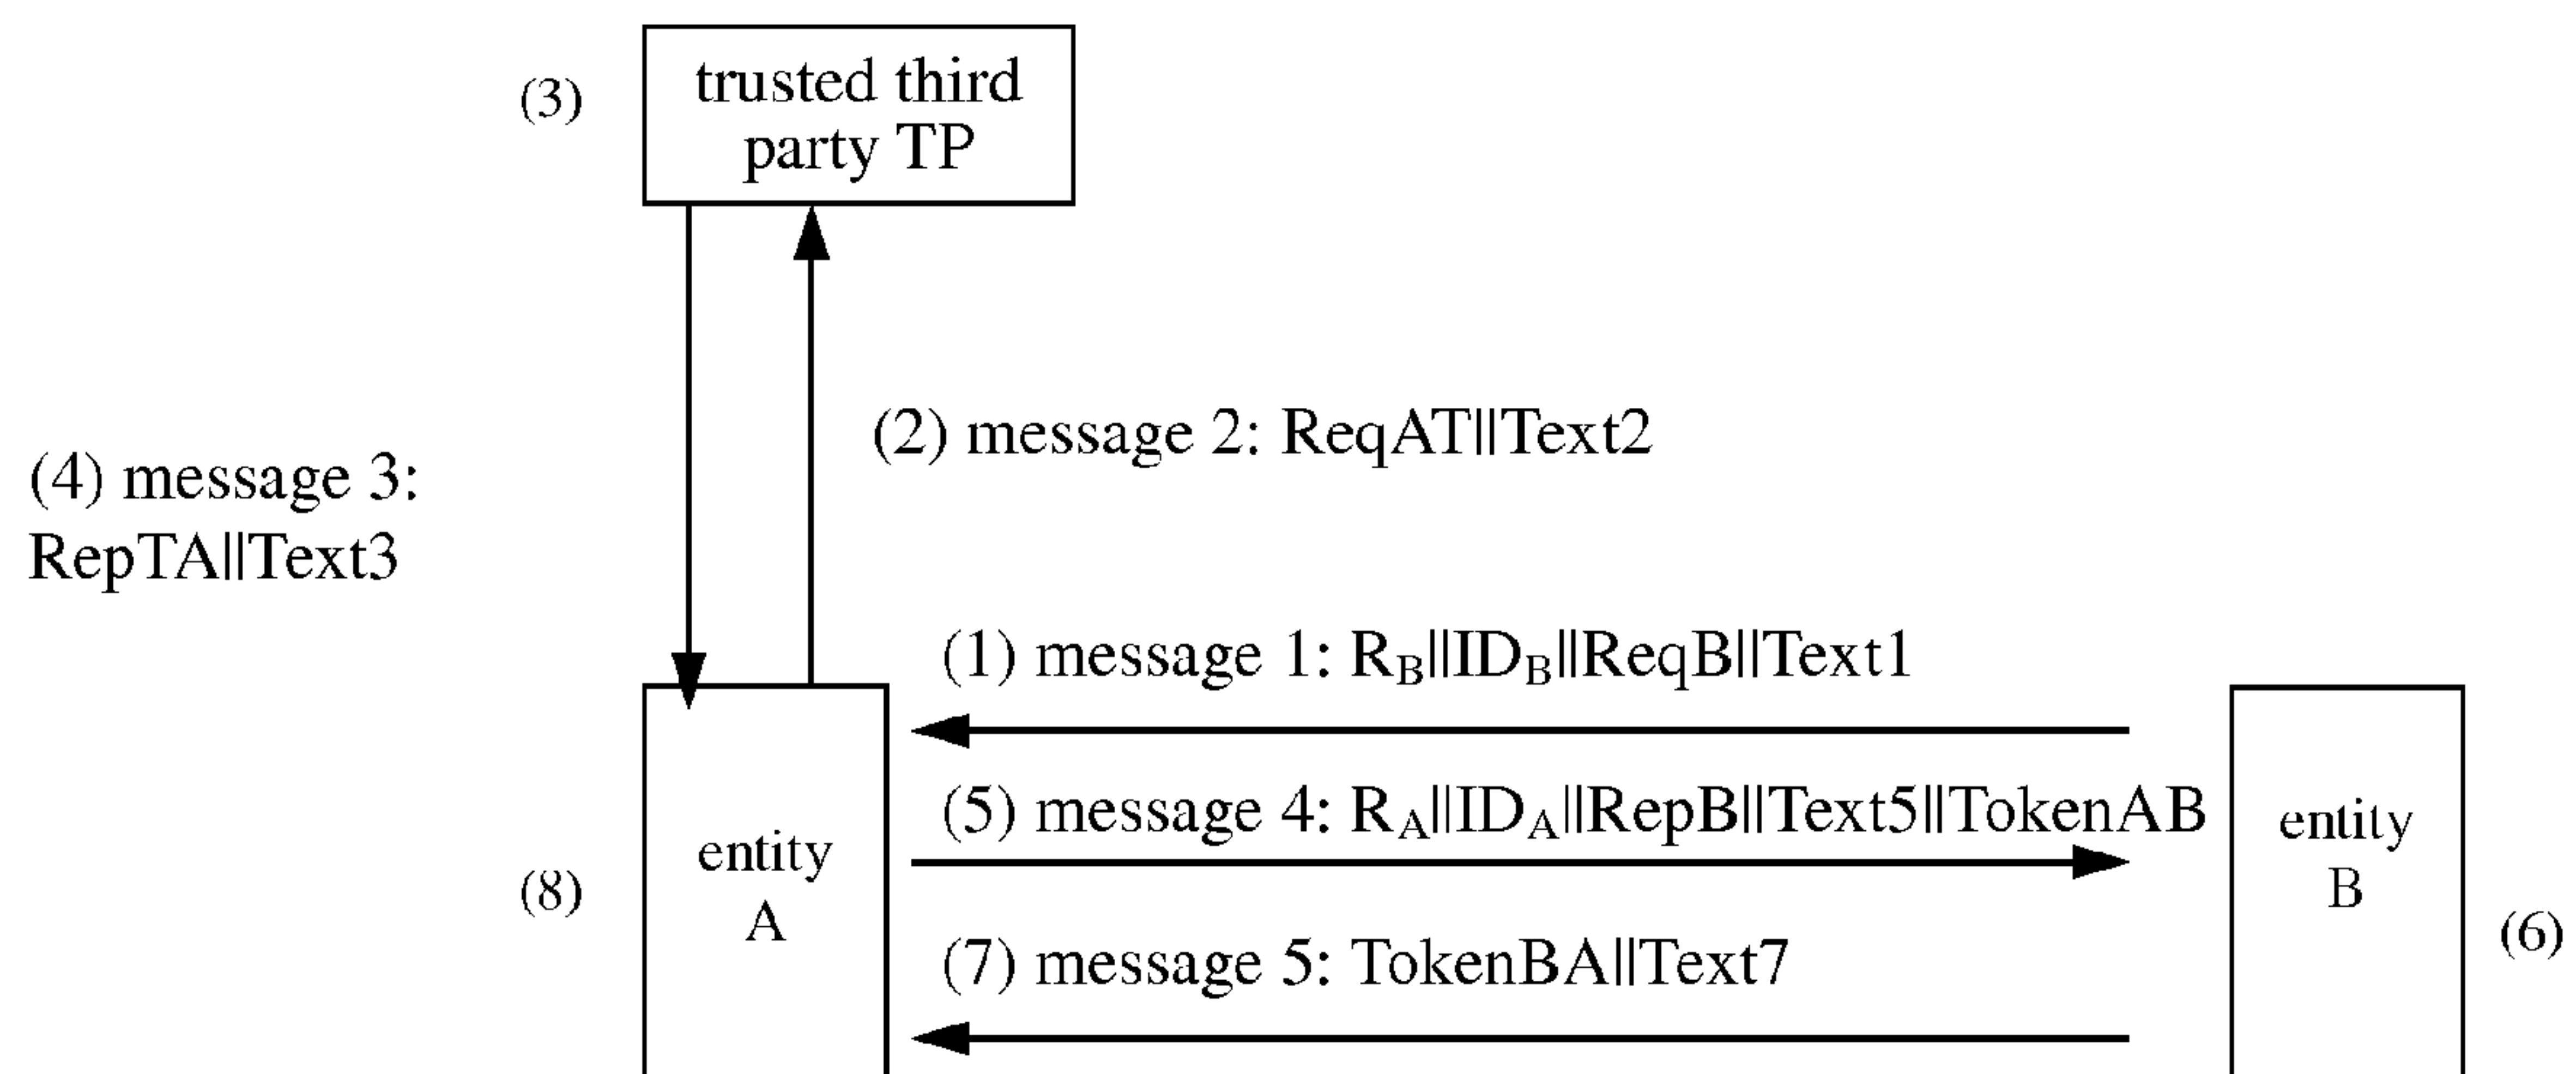 (3)
trusted third
party TP
(2) message 2: ReqAT||Text2
(4) message 3:
RepTA||Text3
(1) message 1: R_B||ID_B||ReqB||Text1
(5) message 4: R_A||ID_A||RepB||Text5||TokenAB
entity
A
(8)
entity
B
(6)
(7) message 5: TokenBA||Text7